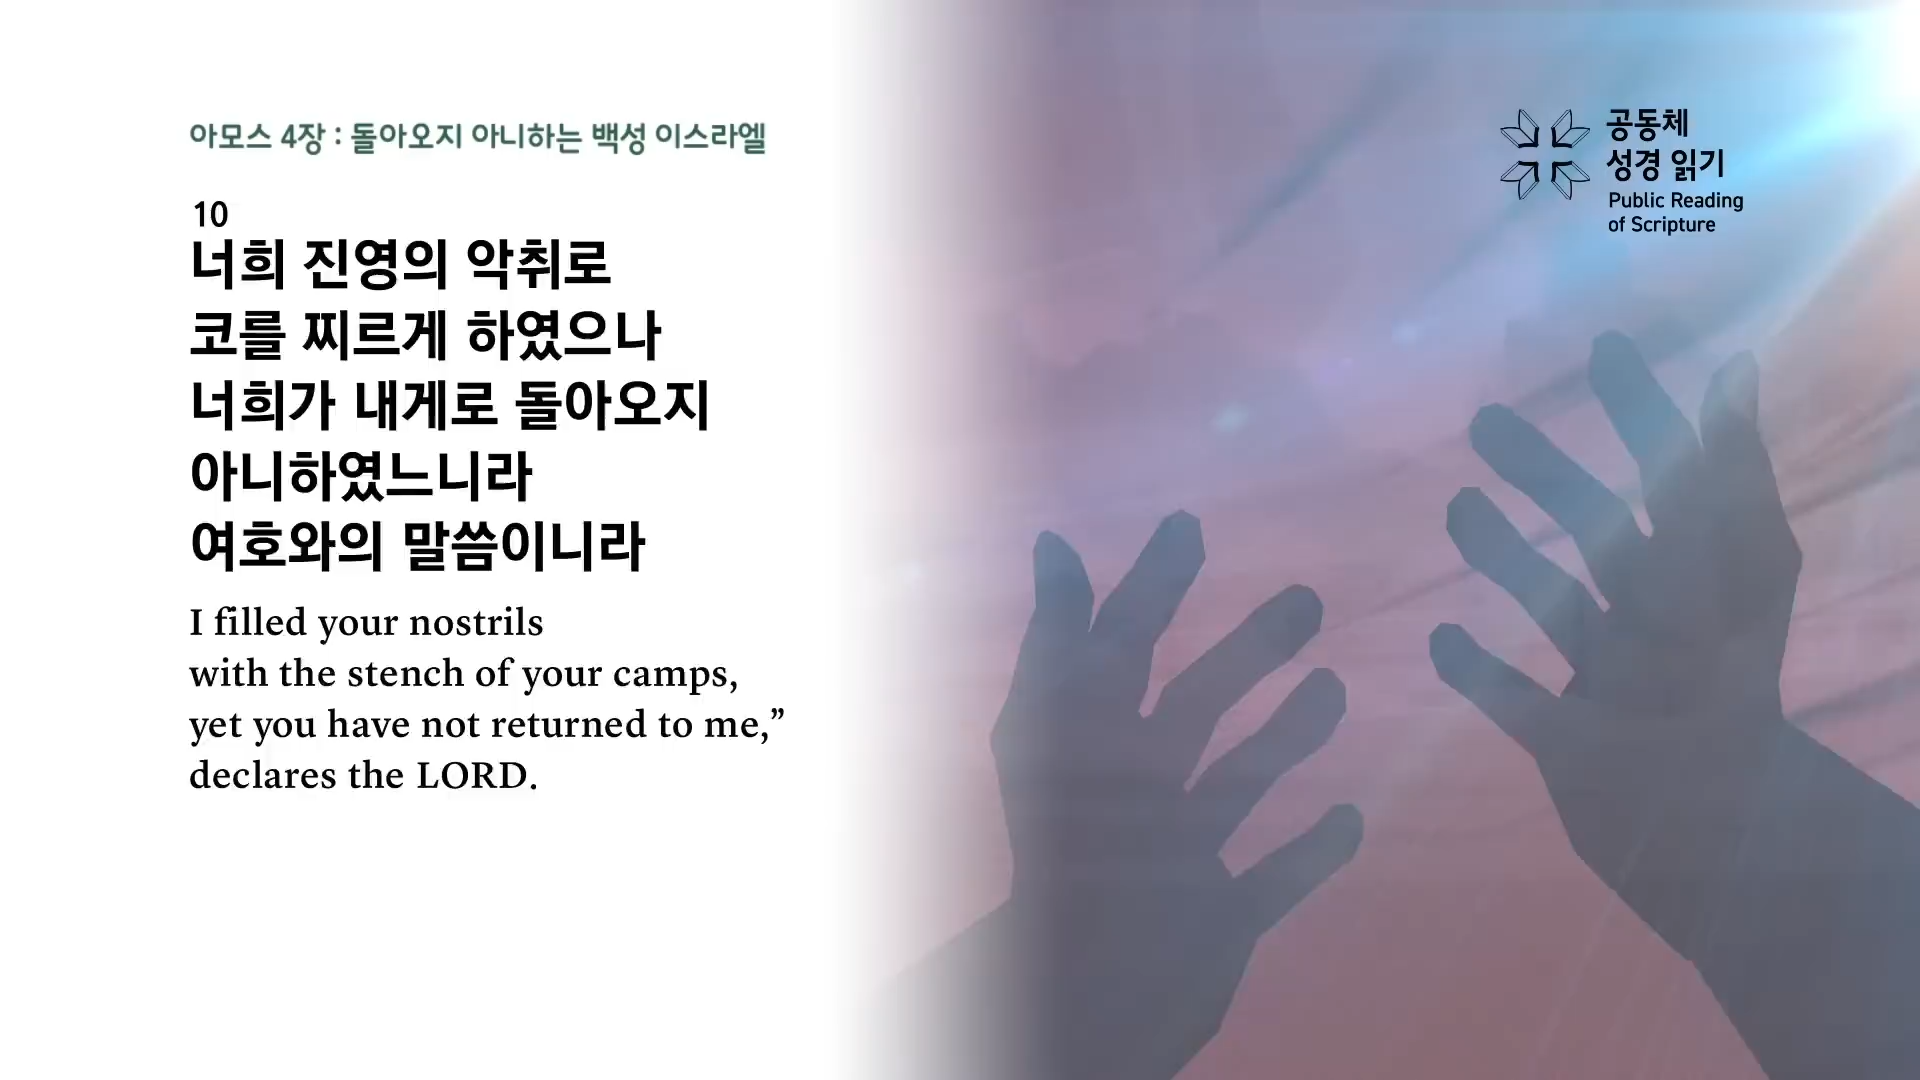 아모스 4장 : 돌아오지 아니하는 백성 이스라엘
10
너희 진영의 악취로
코를 찌르게 하였으나
너희가 내게로 돌아오지
아니하였느니라
여호와의 말씀이니라
I filled your nostrils
with the stench of your camps,
yet you have not returned to me,”
declares the LORD.
공동체
성경 읽기
Public Reading
of Scripture